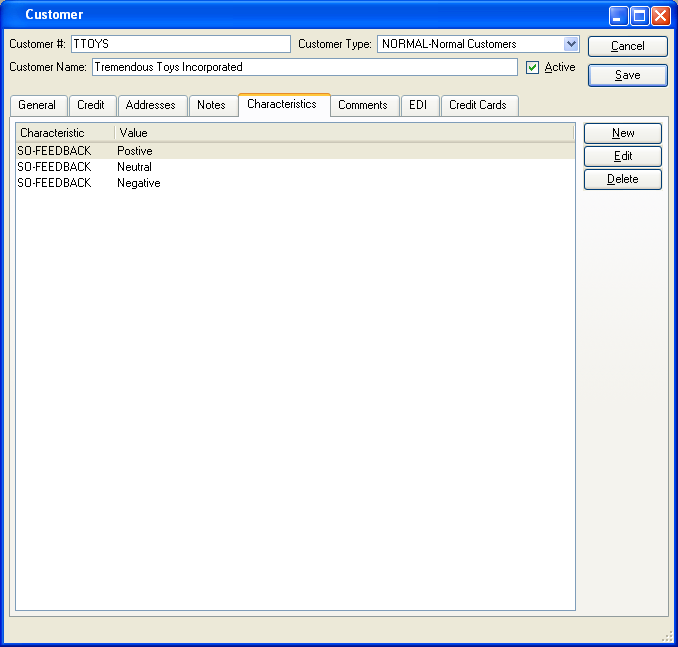 Customer
Customer #: TTOYS Customer Type: NORMAL-Normal Customers Cancel
Customer Name: Tremendous Toys Incorporated Active Save
General Credit Addresses Notes Characteristics Comments EDI Credit Cards
Characteristic Value New
SO-FEEDBACK Postive Edit
SO-FEEDBACK Neutral
SO-FEEDBACK Negative Delete